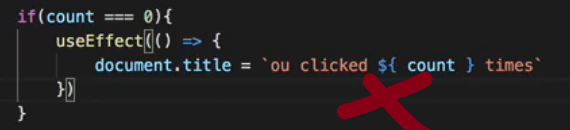 if(count === 0){
useEffect(() => {
document.title = `ou clicked ${ count } times`
})
}